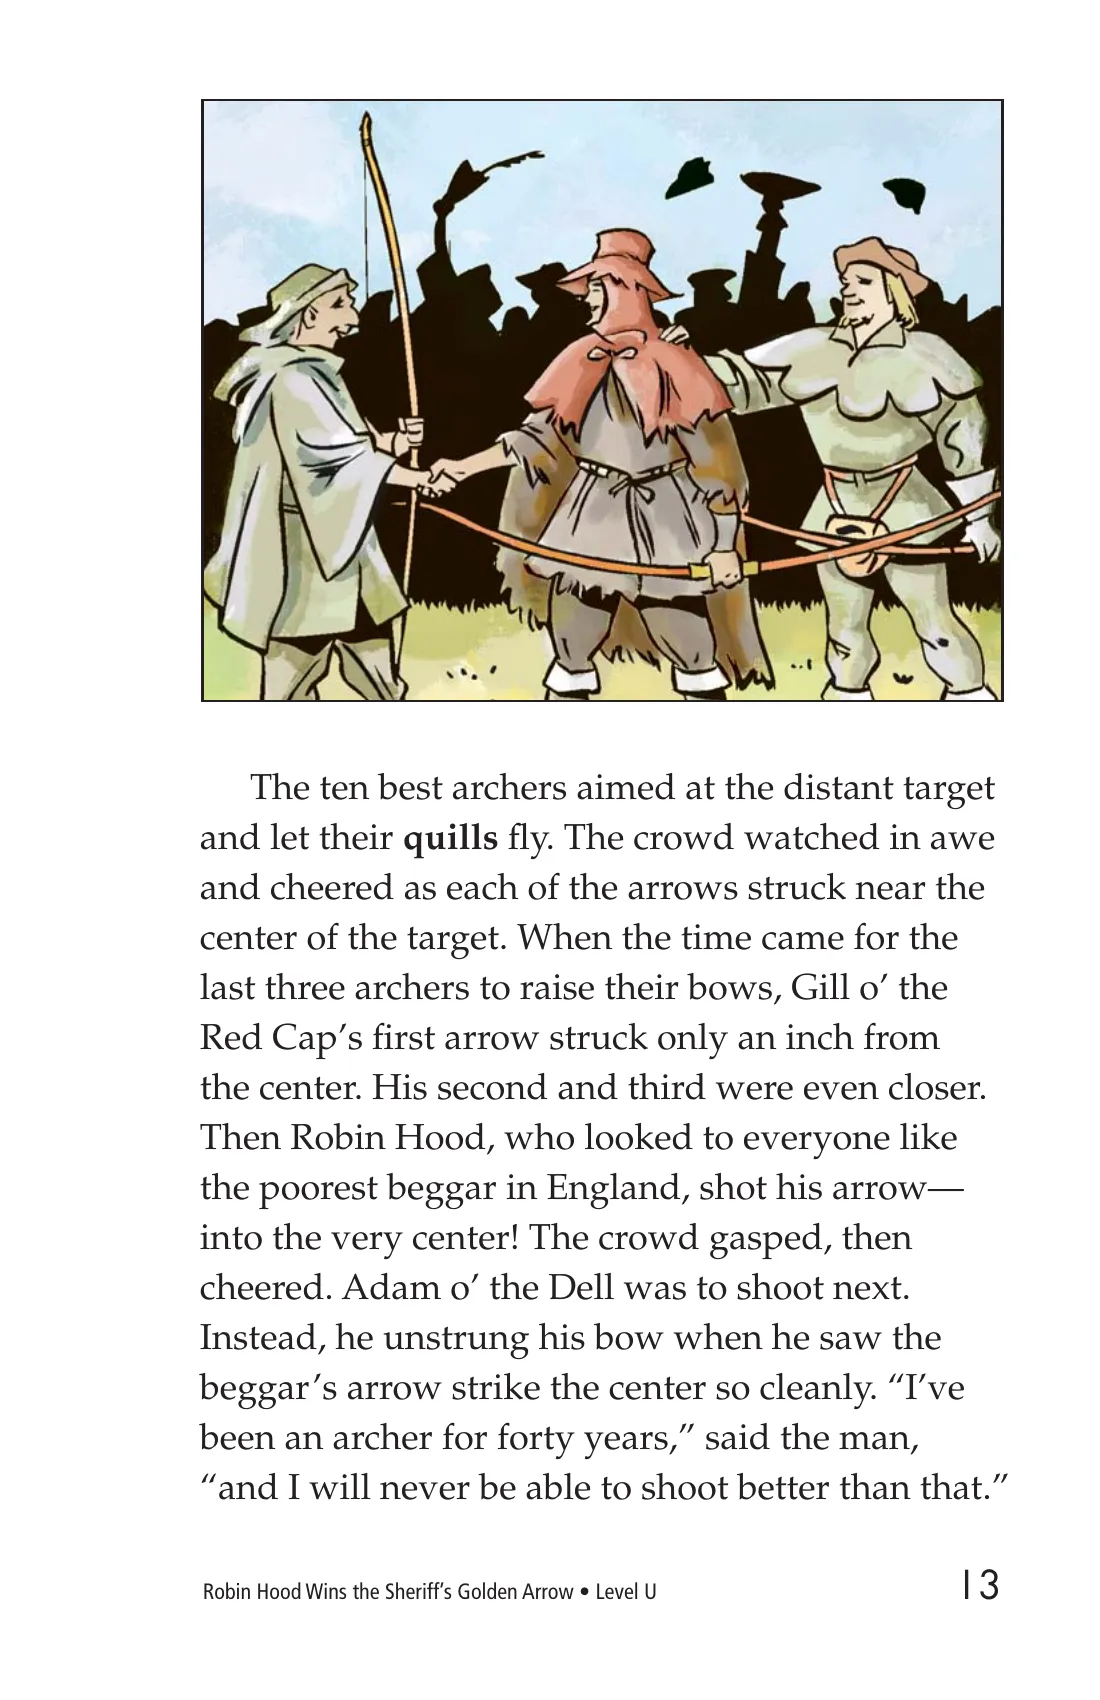 The ten best archers aimed at the distant target
and let their quills fly. The crowd watched in awe
and cheered as each of the arrows struck near the
center of the target. When the time came for the
last three archers to raise their bows, Gill o’ the
Red Cap’s first arrow struck only an inch from
the center. His second and third were even closer.
Then Robin Hood, who looked to everyone like
the poorest beggar in England, shot his arrow—
into the very center! The crowd gasped, then
cheered. Adam o’ the Dell was to shoot next.
Instead, he unstrung his bow when he saw the
beggar’s arrow strike the center so cleanly. “I’ve
been an archer for forty years,” said the man,
“and I will never be able to shoot better than that.”
Robin Hood Wins the Sheriff’s Golden Arrow • Level U 13